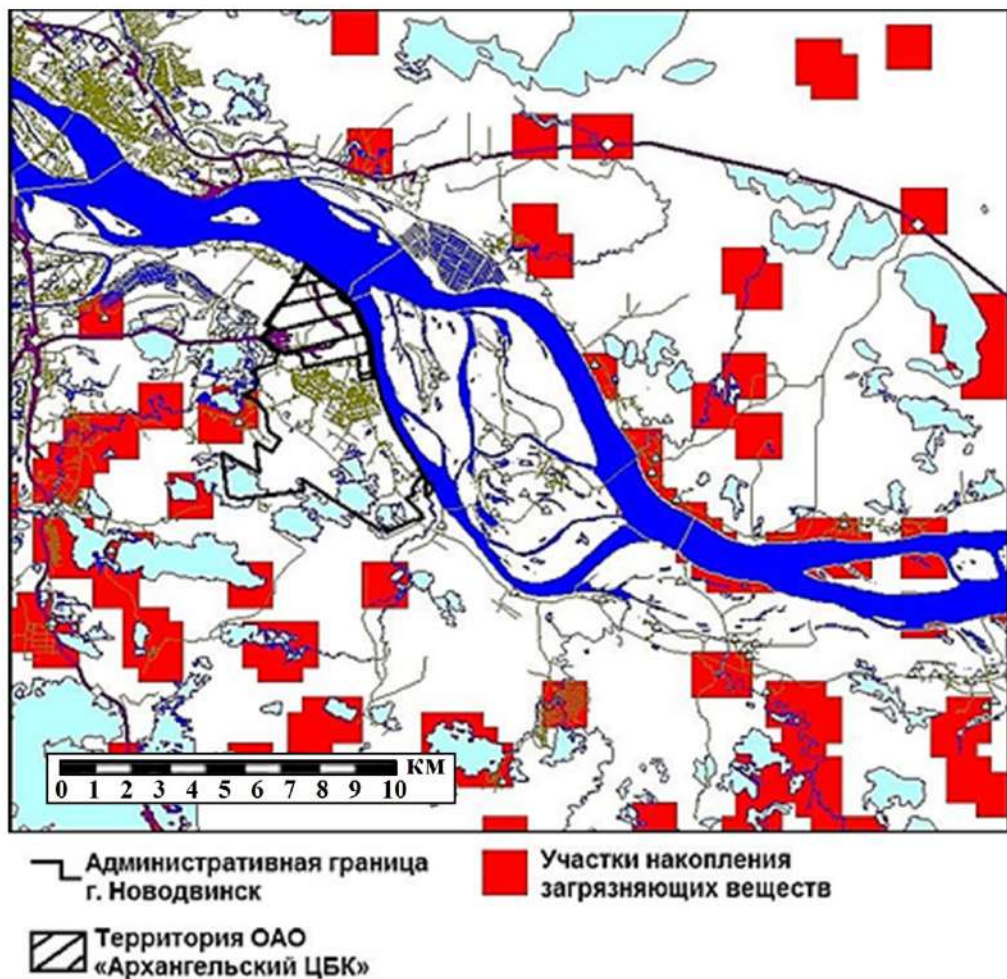 КМ
0 1 2 3 4 5 6 7 8 9 10
Административная граница
г. Новодвинск
Участки накопления
загрязняющих веществ
Территория ОАО
«Архангельский ЦБК»